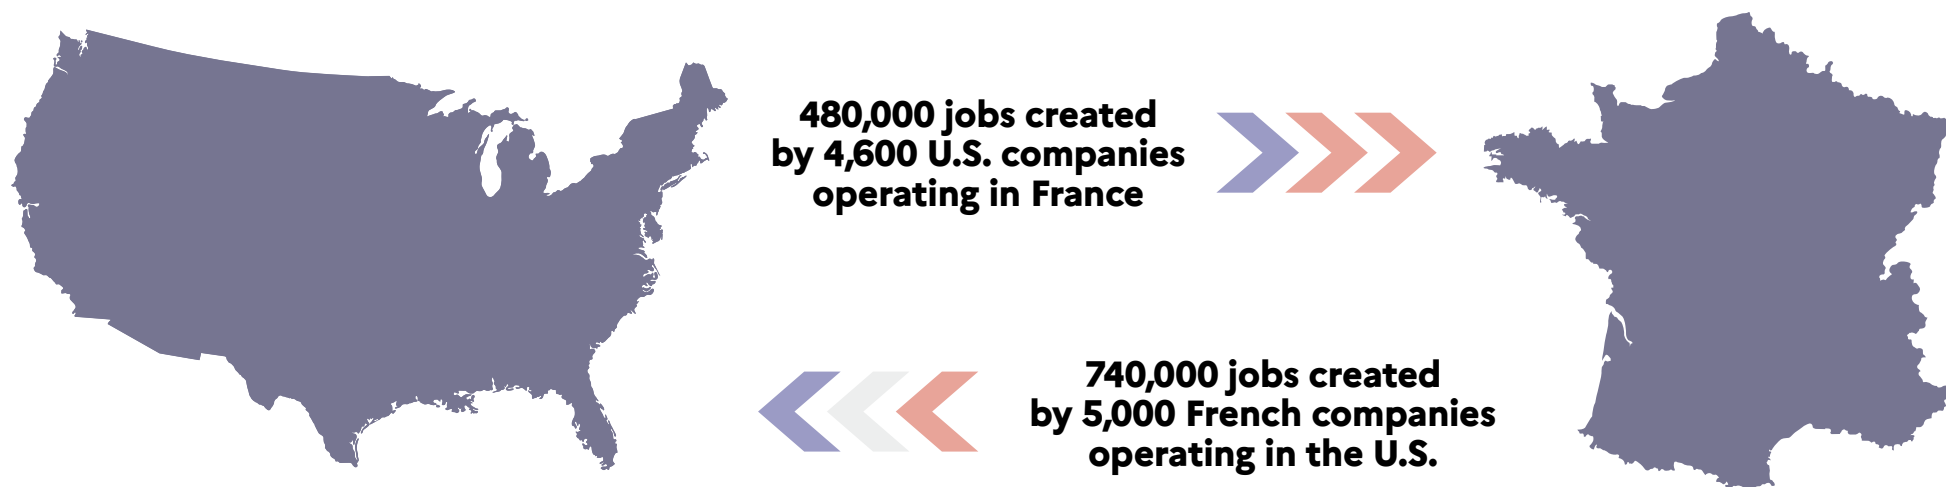 480,000 jobs created
by 4,600 U.S. companies
operating in France
740,000 jobs created
by 5,000 French companies
operating in the U.S.